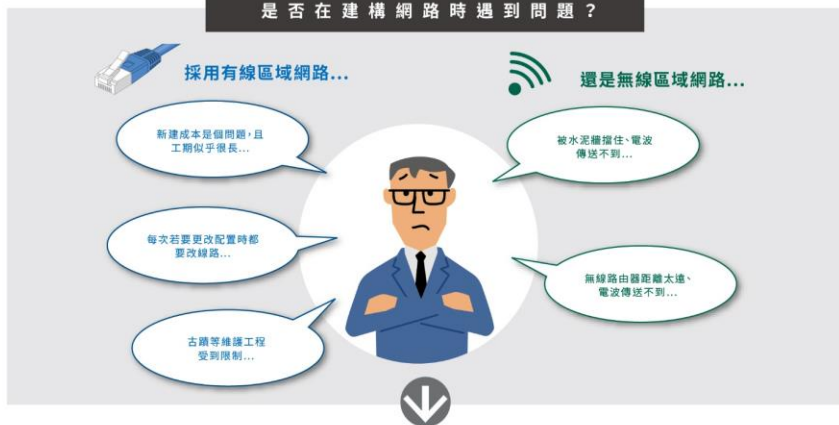 是否在建構網路時遇到問題？
採用有線區域網路...
還是無線區域網路...
新建成本是個問題，且
工期似乎很長...
被水泥牆擋住、電波
傳送不到...
每次若要更改配置時都
要改線路...
無線路由器距離太遠、
電波傳送不到...
古蹟等維護工程
受到限制...